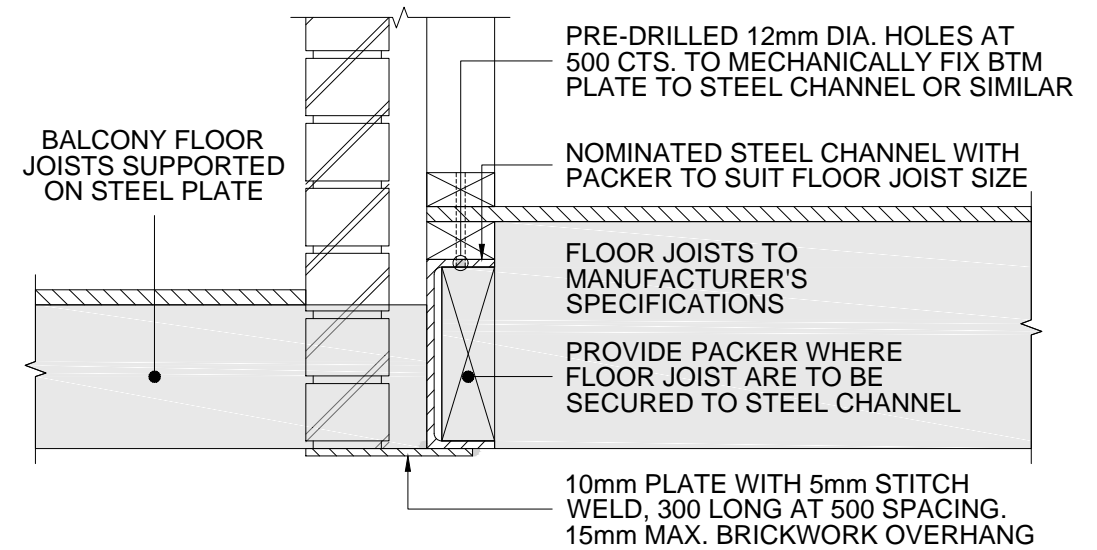 PRE-DRILLED 12mm DIA. HOLES AT
500 CTS. TO MECHANICALLY FIX BTM
PLATE TO STEEL CHANNEL OR SIMILAR
BALCONY FLOOR
JOISTS SUPPORTED
ON STEEL PLATE
NOMINATED STEEL CHANNEL WITH
PACKER TO SUIT FLOOR JOIST SIZE
FLOOR JOISTS TO
MANUFACTURER'S
SPECIFICATIONS
PROVIDE PACKER WHERE
FLOOR JOIST ARE TO BE
SECURED TO STEEL CHANNEL
10mm PLATE WITH 5mm STITCH
WELD, 300 LONG AT 500 SPACING.
15mm MAX. BRICKWORK OVERHANG